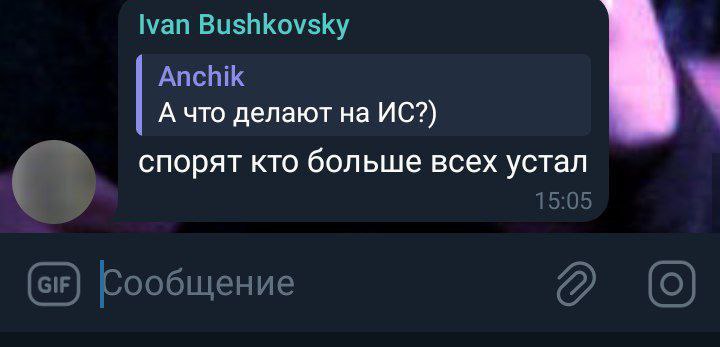 Ivan Bushkovsky
Anchik
А что делают на ИС?)
спорят кто больше всех устал
15:05
GIF
Сообщение